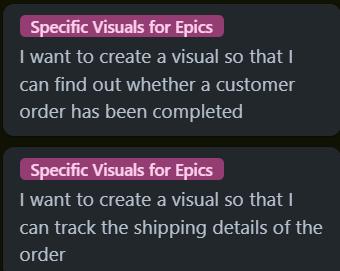 Specific Visuals for Epics
I want to create a visual so that I
can find out whether a customer
order has been completed
Specific Visuals for Epics
I want to create a visual so that I
can track the shipping details of the
order